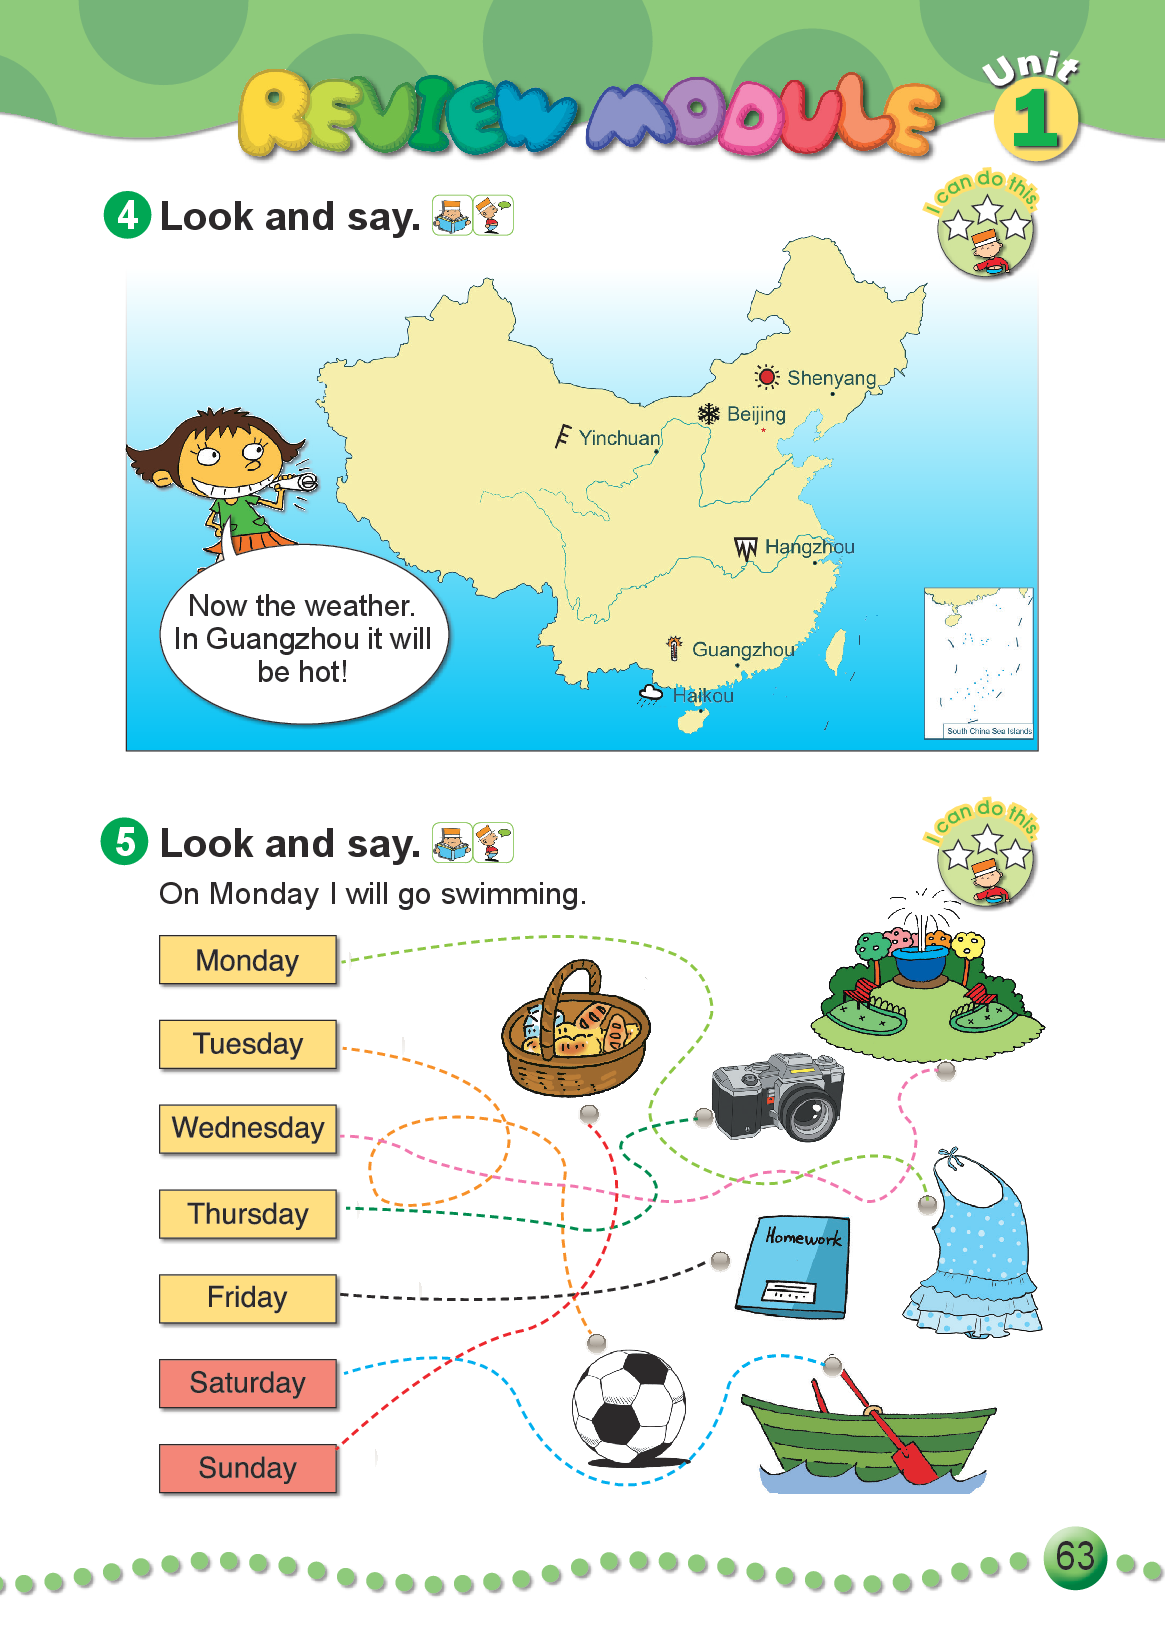 REVIEW MODULE
Unit
1
4 Look and say.
I can do this.
Shenyang
Beijing
Yinchuan
Hangzhou
Guangzhou
Haikou
South China Sea Islands
Now the weather.
In Guangzhou it will
be hot!
5 Look and say.
I can do this.
On Monday I will go swimming.
Monday
Tuesday
Wednesday
Thursday
Homework
Friday
Saturday
Sunday
63